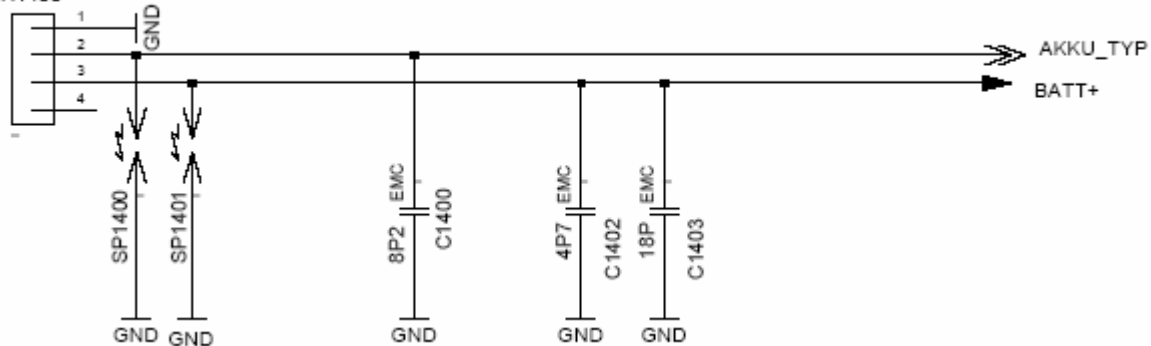 1
GND
2
AKKU_TYP
3
BATT+
4
SP1400
SP1401
8P2
EMC
C1400
4P7
EMC
C1402
18P
EMC
C1403
GND
GND
GND
GND
GND